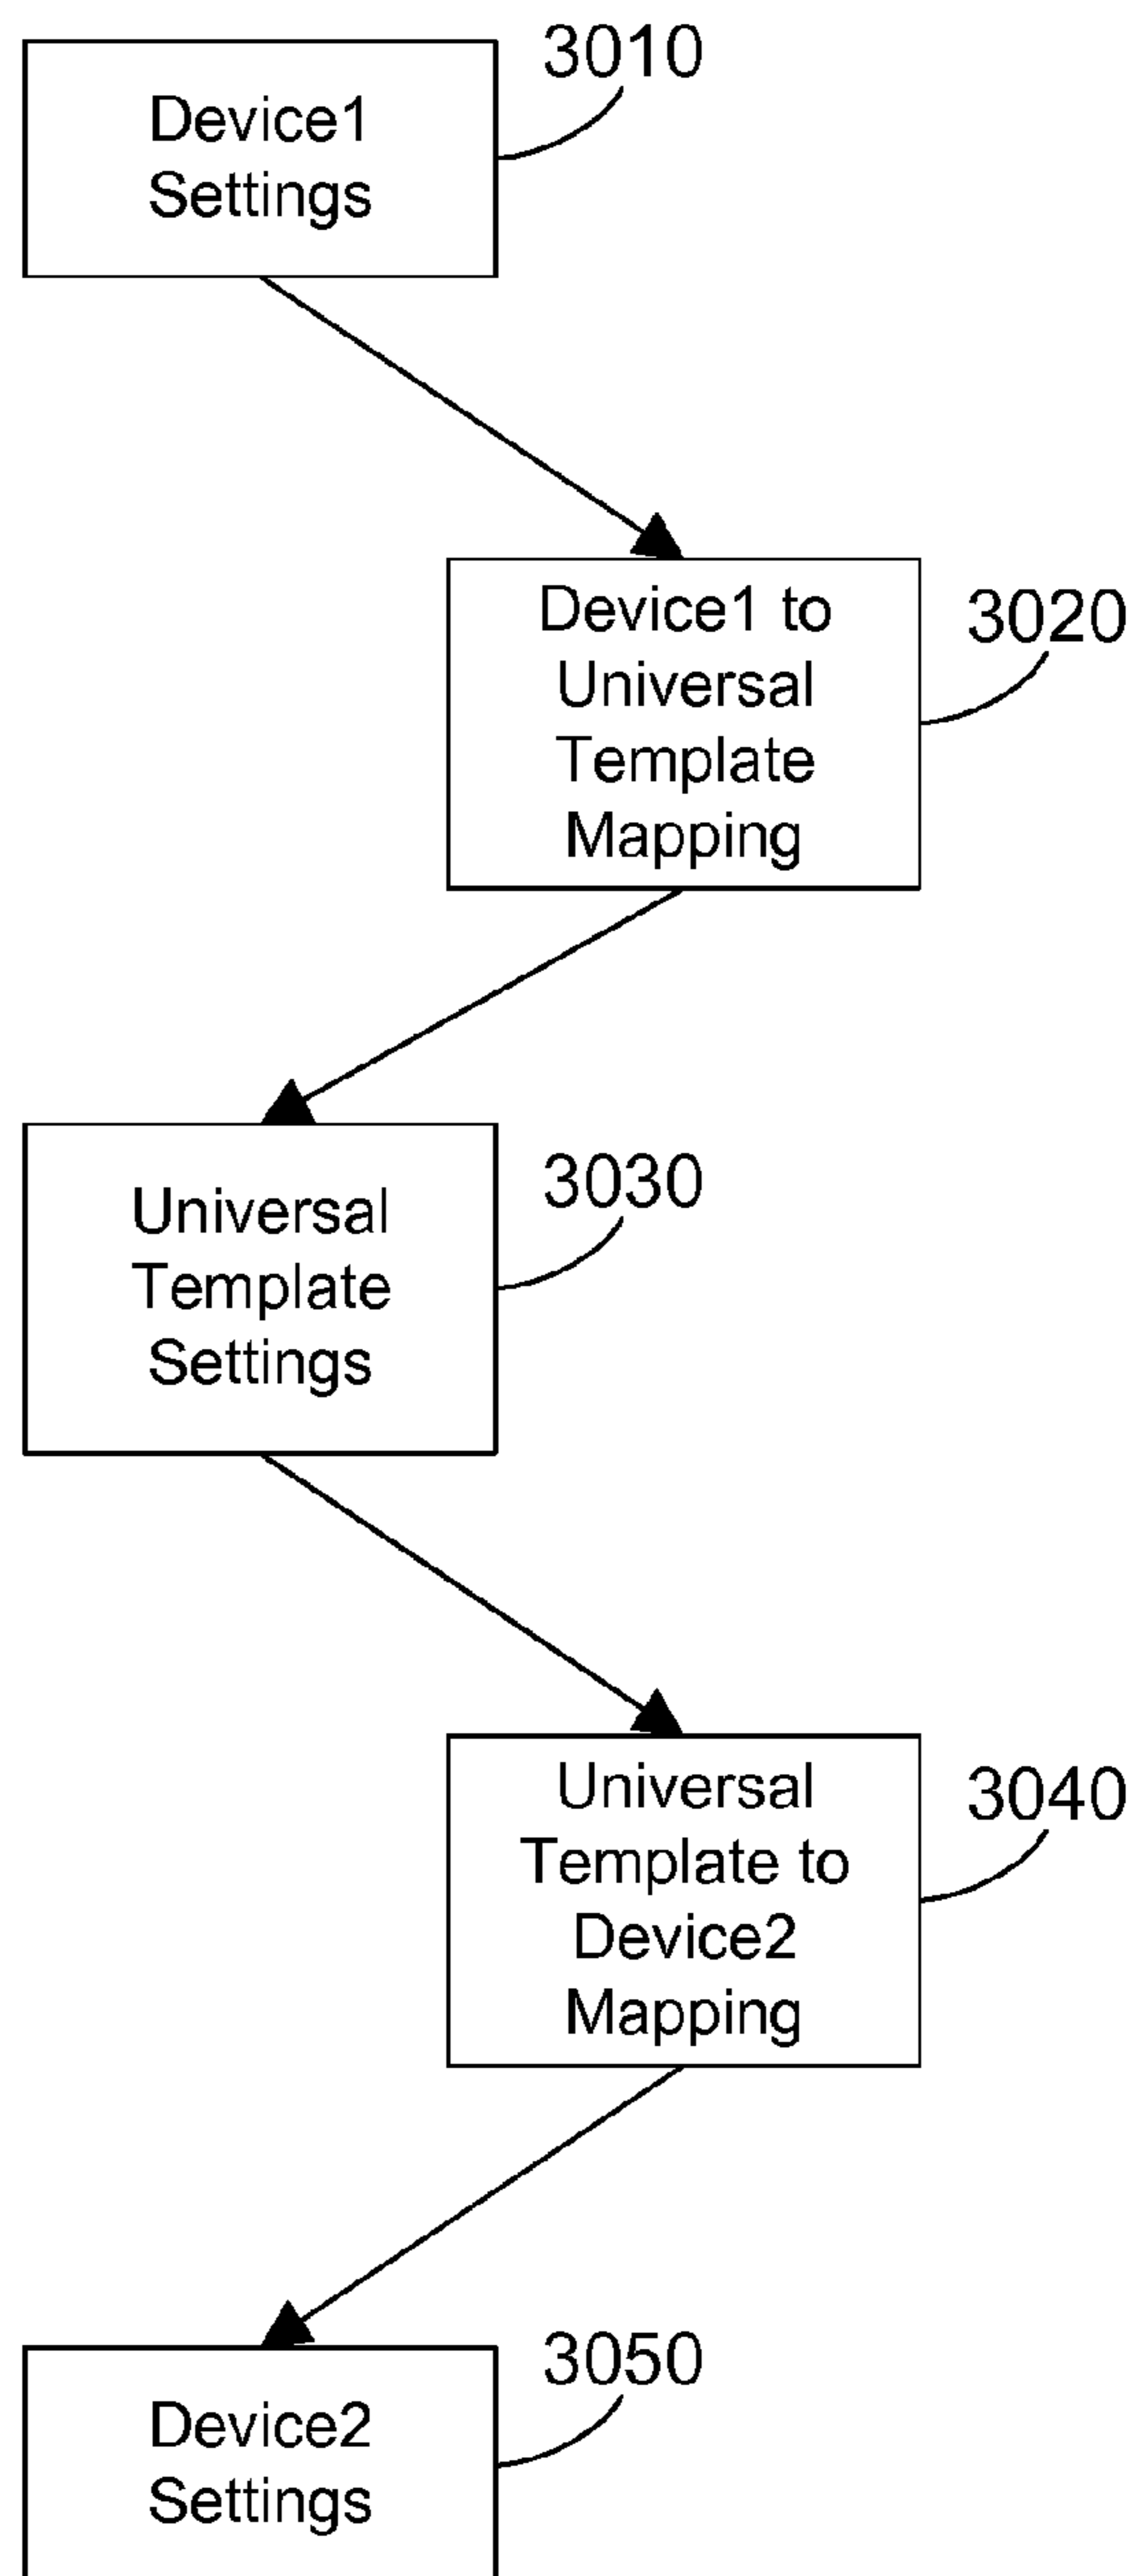 3010
Device1
Settings
Device1 to
Universal
Template
Mapping
3020
Universal
Template
Settings
3030
Universal
Template to
Device2
Mapping
3040
Device2
Settings
3050